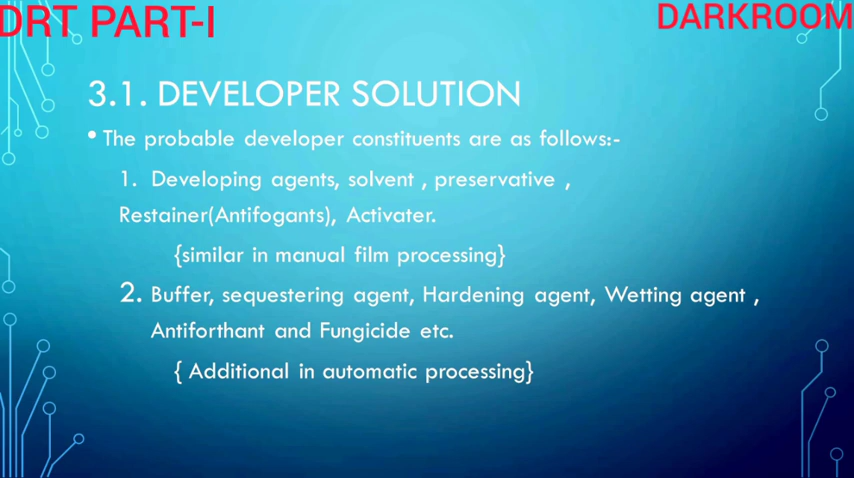 DRT PART-I
DARKROOM
3.1. DEVELOPER SOLUTION
• The probable developer constituents are as follows:-
1. Developing agents, solvent , preservative ,
Restainer(Antifogants), Activater.
{similar in manual film processing}
2. Buffer, sequestering agent, Hardening agent, Wetting agent ,
Antiforthant and Fungicide etc.
{ Additional in automatic processing}